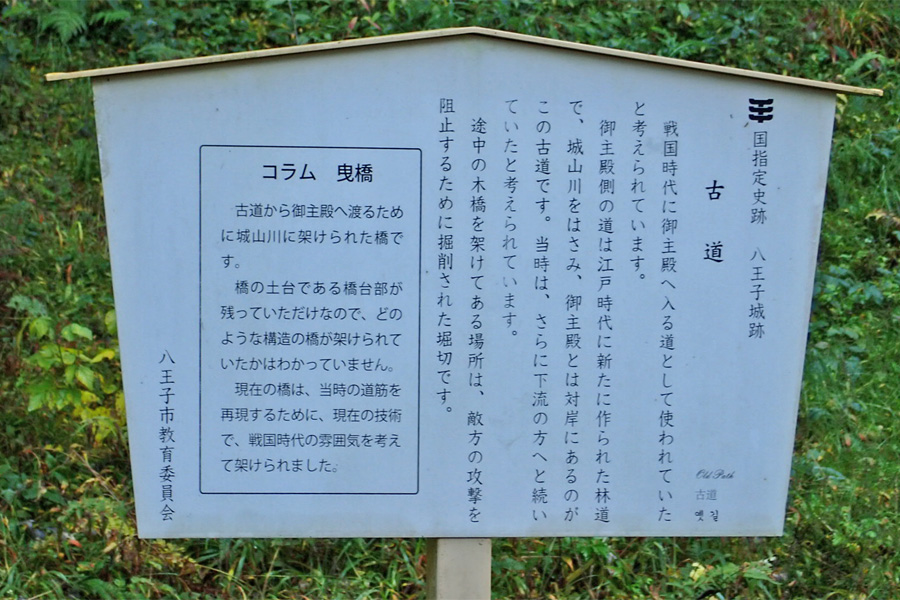 国指定史跡　八王子城跡
古道
戦国時代に御主殿へ入る道として使われていた
と考えられています。
御主殿側の道は江戸時代に新たに作られた林道
で、城山川をはさみ、御主殿とは対岸にあるのが
この古道です。当時は、さらに下流の方へと続い
ていたと考えられています。
途中の木橋を架けてある場所は、敵方の攻撃を
阻止するために掘削された堀切です。
Old Path
古道
옛길
コラム　曳橋
古道から御主殿へ渡るため
に城山川に架けられた橋で
す。
橋の土台である橋台部が
残っていただけなので、どの
ような構造の橋が架けられて
いたかはわかっていません。
現在の橋は、当時の道筋を
再現するために、現在の技術
で、戦国時代の雰囲気を考え
て架けられました。
八王子市教育委員会